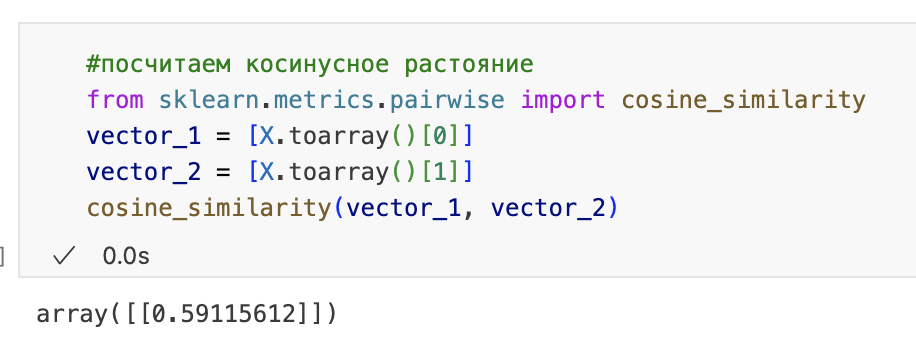 #посчитаем косинусное растояние
from sklearn.metrics.pairwise import cosine_similarity
vector_1 = [X.toarray()[0]]
vector_2 = [X.toarray()[1]]
cosine_similarity(vector_1, vector_2)
] ✓ 0.0s
array([[0.59115612]])